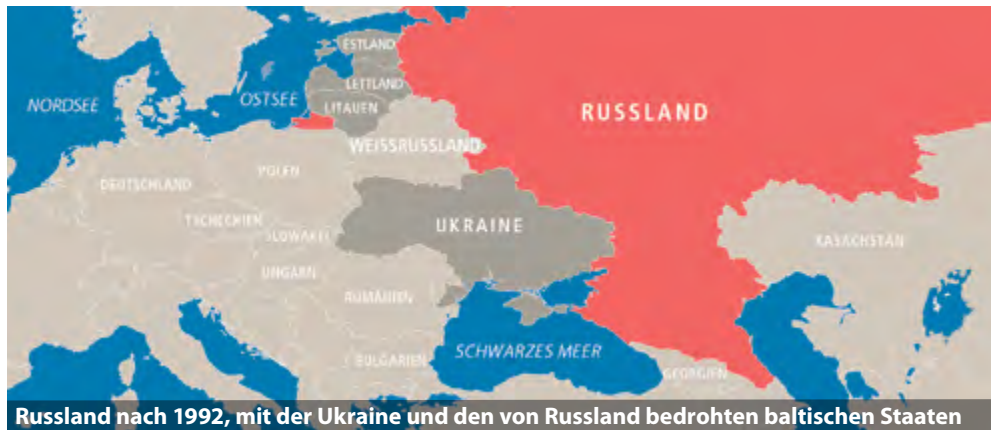 ESTLAND
LETTLAND
NORDSEE
OSTSEE
LITAUEN
RUSSLAND
WEISSRUSSLAND
POLEN
DEUTSCHLAND
TSCHECHIEN
UKRAINE
SLOWAKEI
KASACHSTAN
UNGARN
RUMÄNIEN
SCHWARZES MEER
BULGARIEN
GEORGIEN
Russland nach 1992, mit der Ukraine und den von Russland bedrohten baltischen Staaten